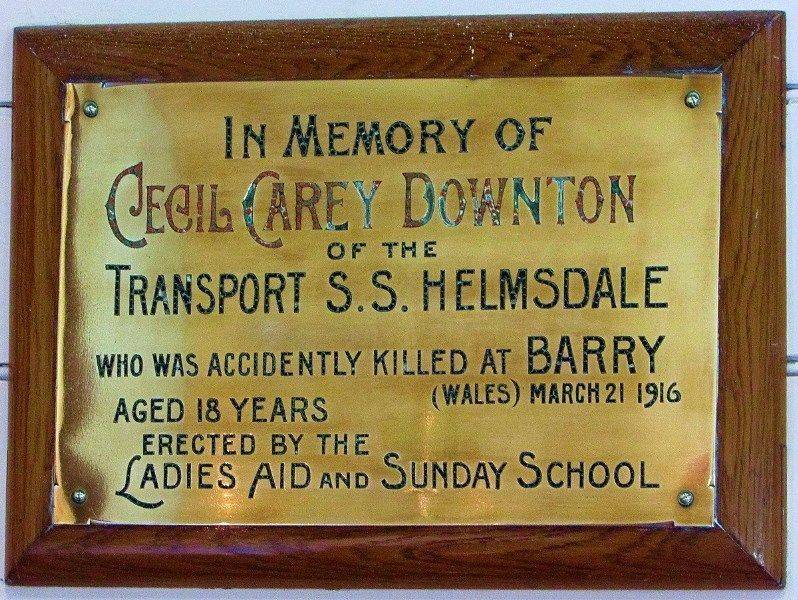 IN MEMORY OF
CECIL CAREY DOWNTON
OF THE
TRANSPORT S.S. HELMSDALE
WHO WAS ACCIDENTLY KILLED AT BARRY
(WALES) MARCH 21 1916
AGED 18 YEARS
ERECTED BY THE
LADIES AID AND SUNDAY SCHOOL